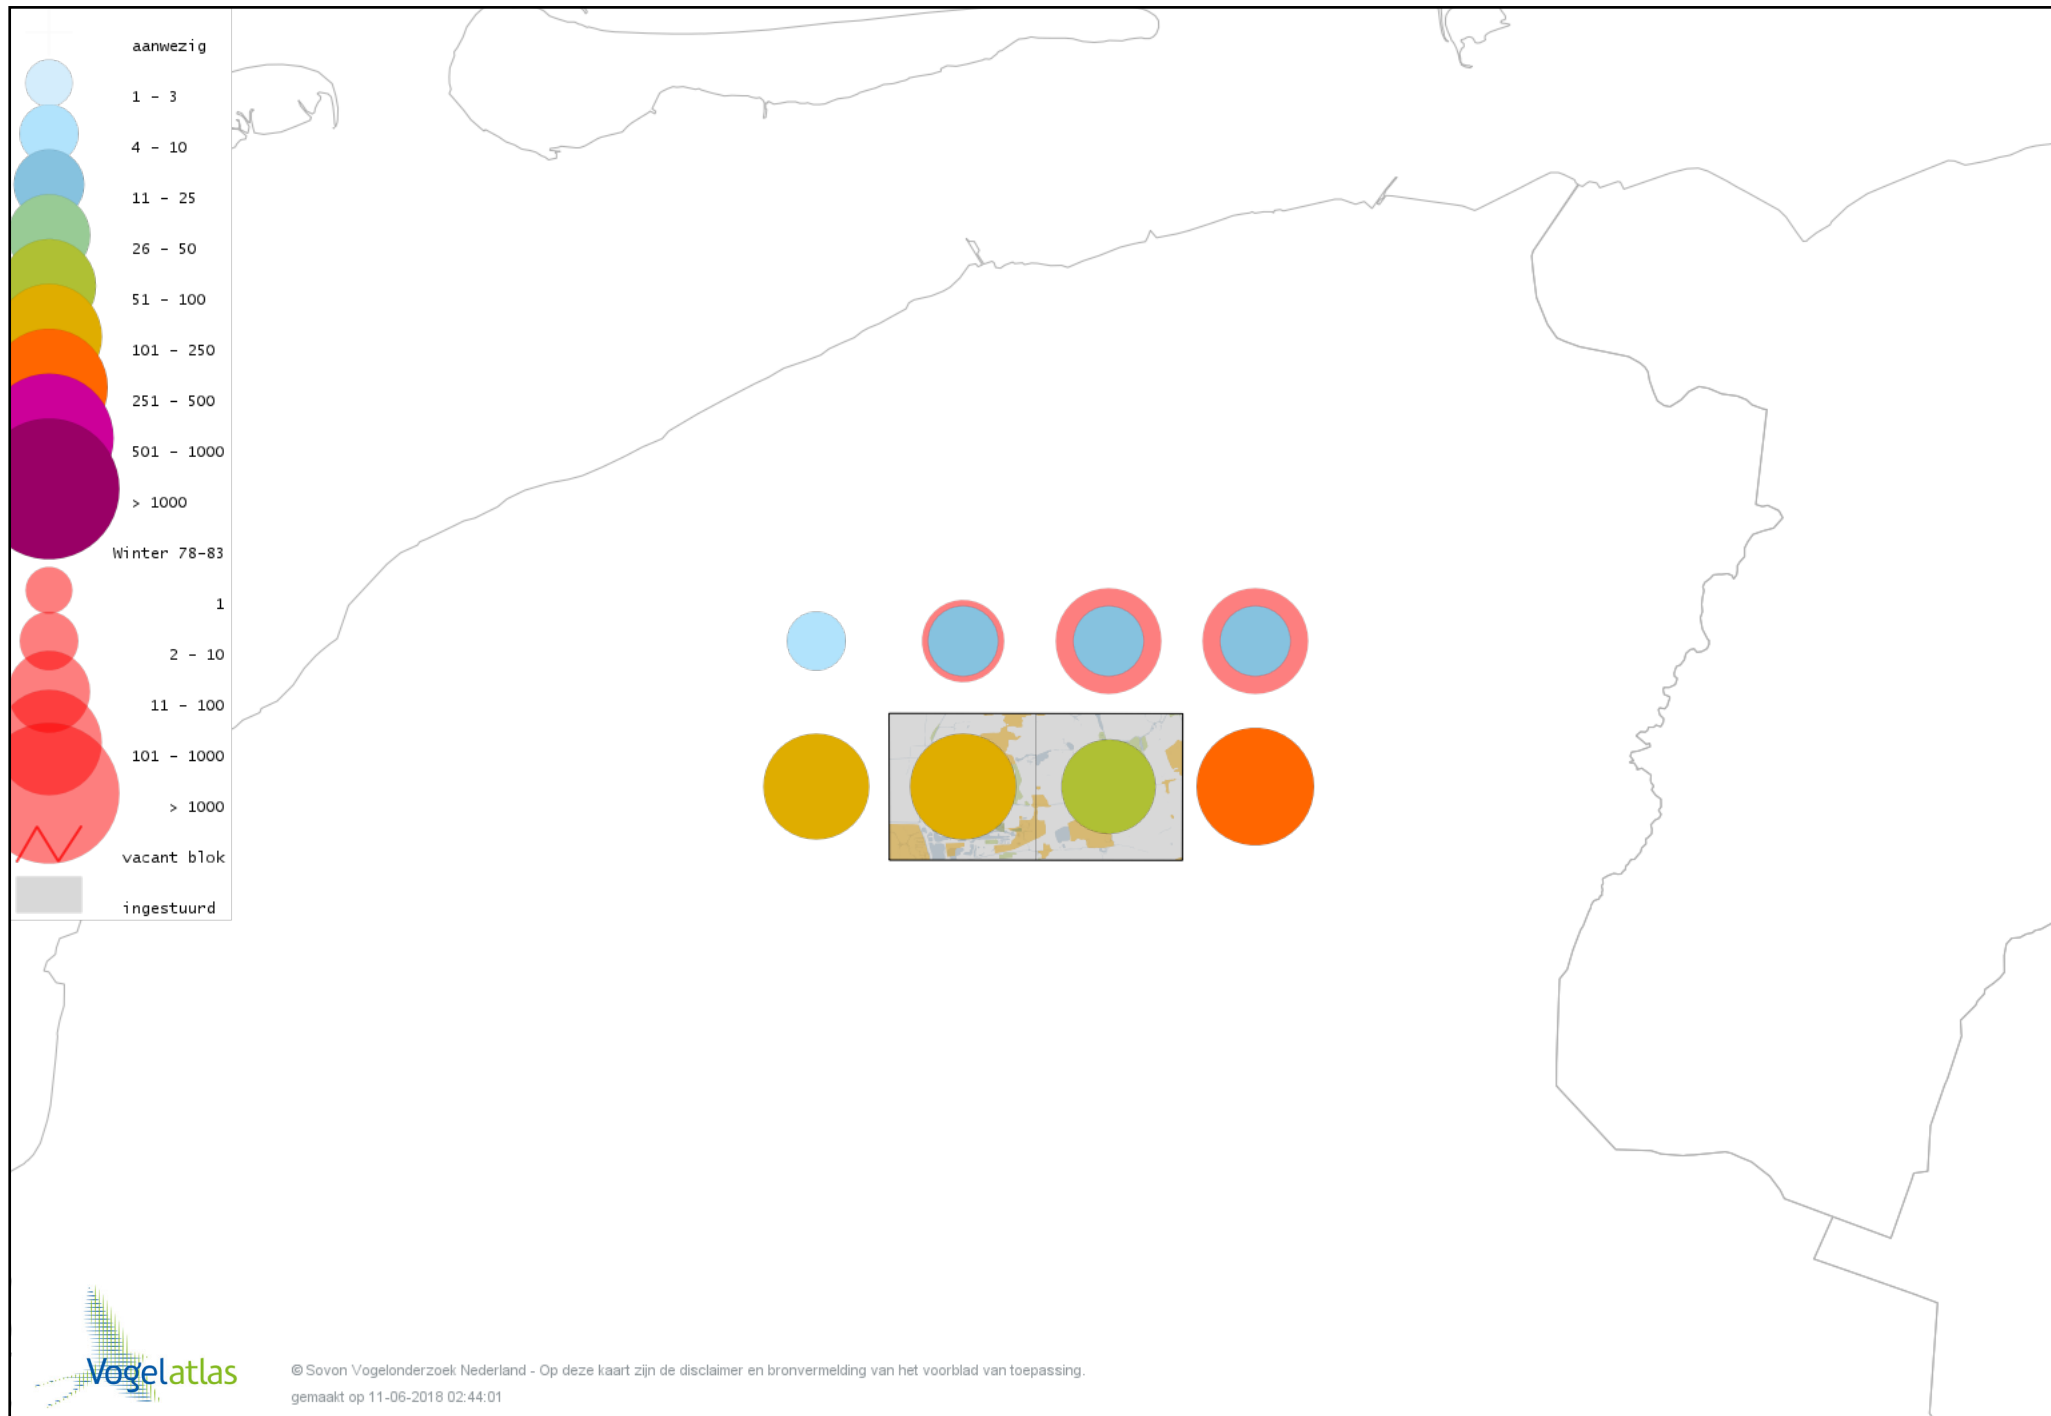 aanwezig
1 - 3
4 - 10
11 - 25
26 - 50
51 - 100
101 - 250
251 - 500
501 - 1000
> 1000
Winter 78-83
1
2 - 10
11 - 100
101 - 1000
> 1000
vacant blok
ingestuurd
Vogelatlas
© Sovon Vogelonderzoek Nederland - Op deze kaart zijn de disclaimer en bronvermelding van het voorblad van toepassing.
gemaakt op 11-06-2018 02:44:01